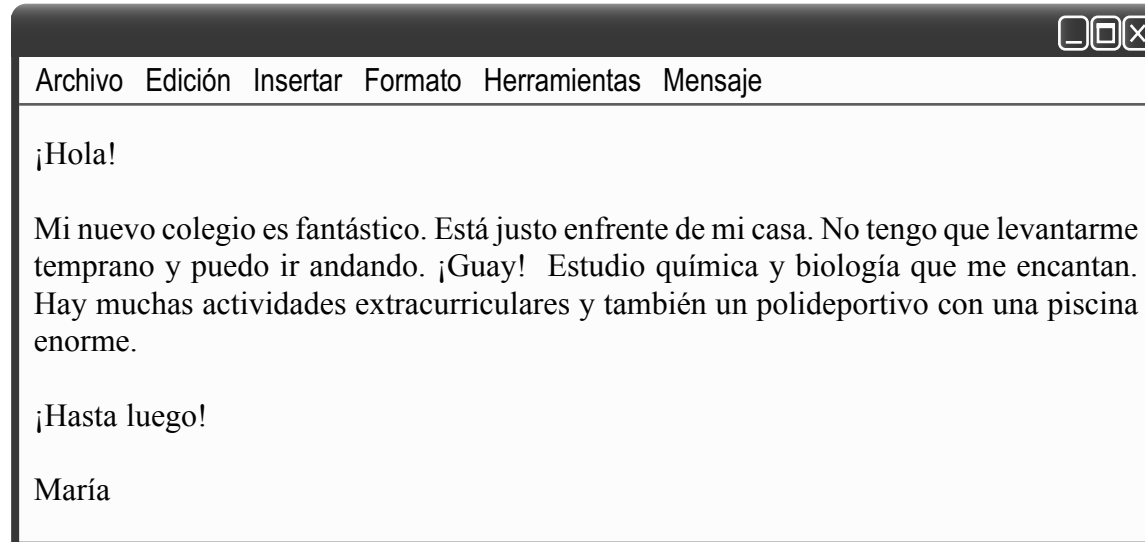 Archivo Edición Insertar Formato Herramientas Mensaje
¡Hola!
Mi nuevo colegio es fantástico. Está justo enfrente de mi casa. No tengo que levantarme
temprano y puedo ir andando. ¡Guay! Estudio química y biología que me encantan.
Hay muchas actividades extracurriculares y también un polideportivo con una piscina
enorme.
¡Hasta luego!
María